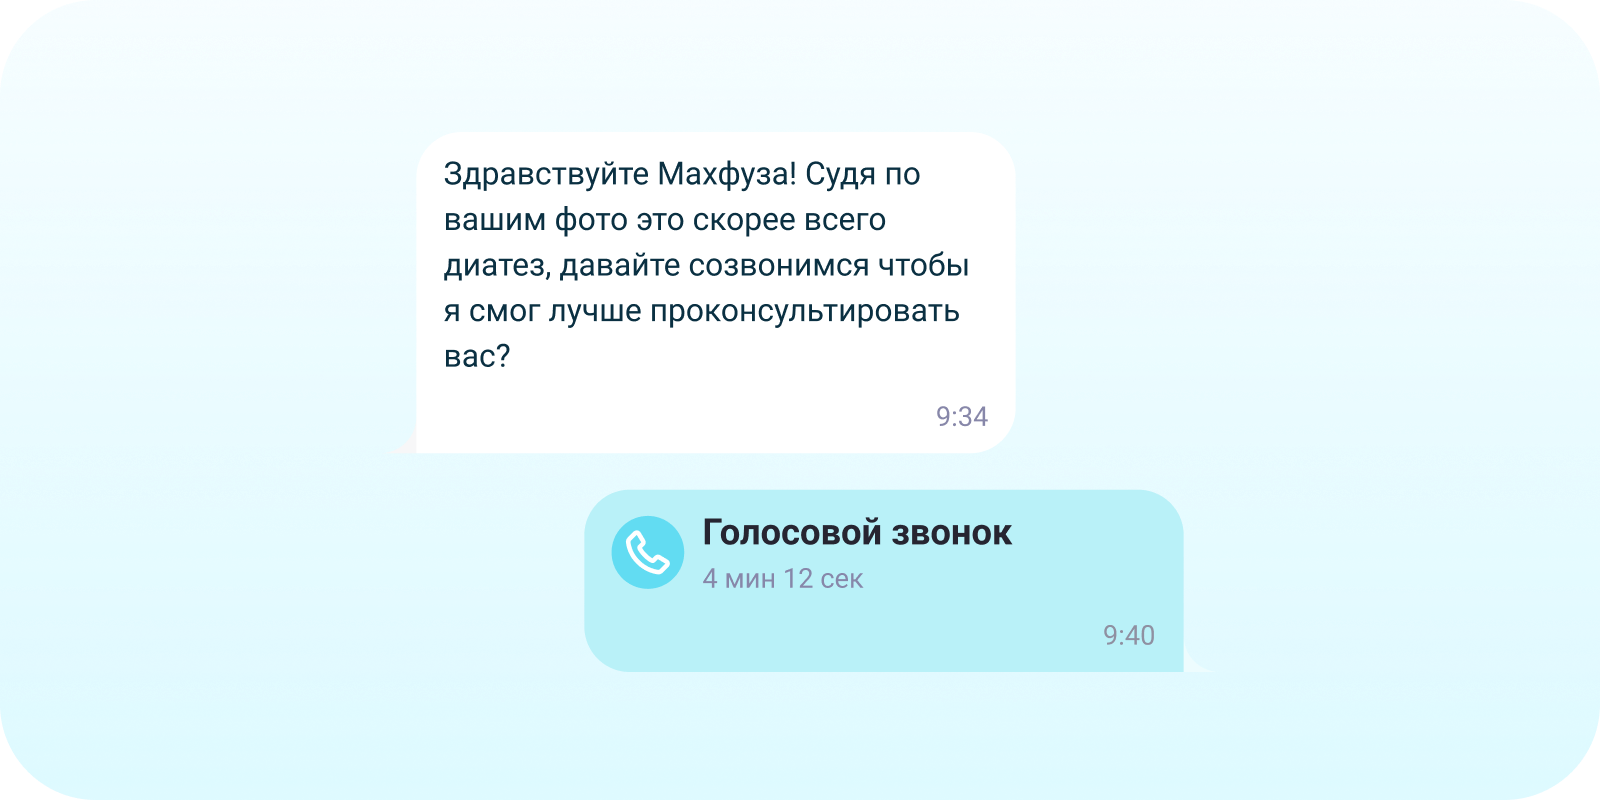 Здравствуйте Махфуза! Судя по
вашим фото это скорее всего
диатез, давайте созвонимся чтобы
я смог лучше проконсультировать
вас?
9:34
Голосовой звонок
4 мин 12 сек
9:40